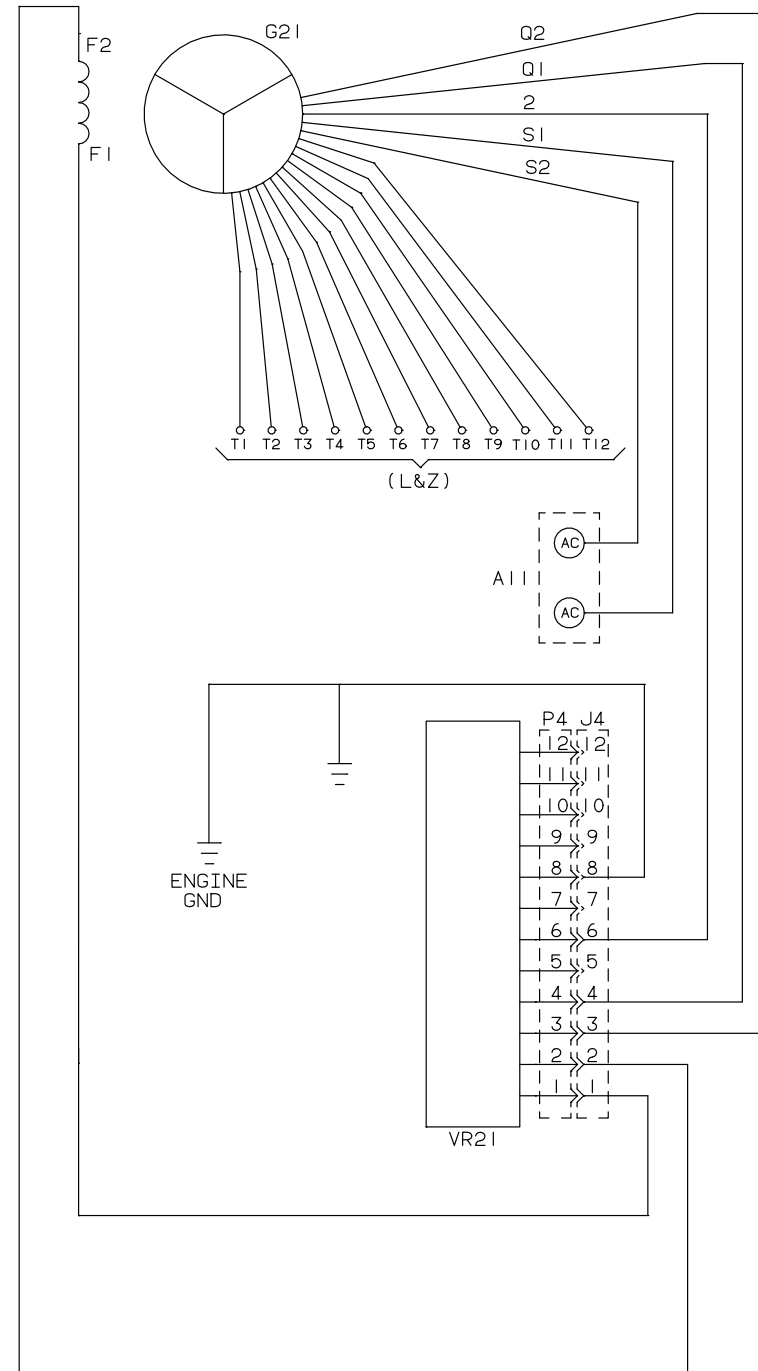 F2
G21
Q2
Q1
2
S1
S2
F1
T1 T2 T3 T4 T5 T6 T7 T8 T9 T10 T11 T12
(L&Z)
AC
A11
AC
P4 J4
12 12
11 11
10 10
9 9
8 8
7 7
6 6
5 5
4 4
3 3
2 2
1 1
ENGINE
GND
VR21